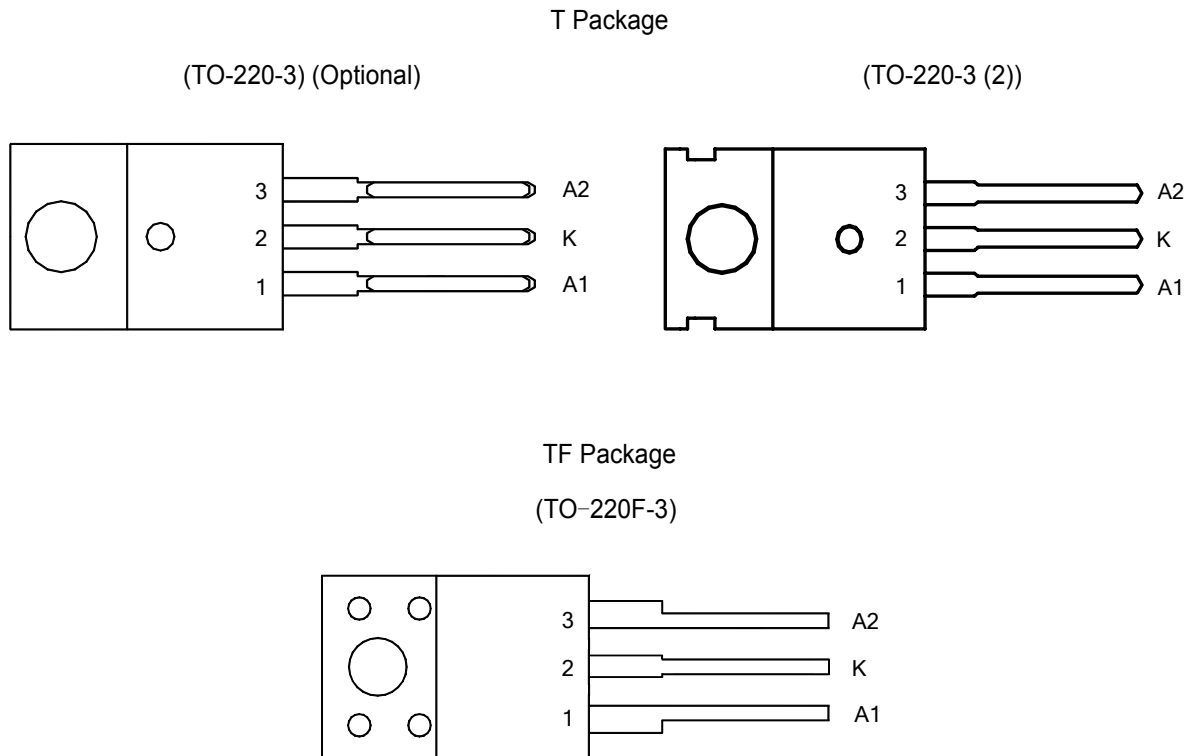 T Package
(TO-220-3) (Optional)
(TO-220-3 (2))
3 A2
2 K
1 A1
3 A2
2 K
1 A1
TF Package
(TO-220F-3)
3 A2
2 K
1 A1